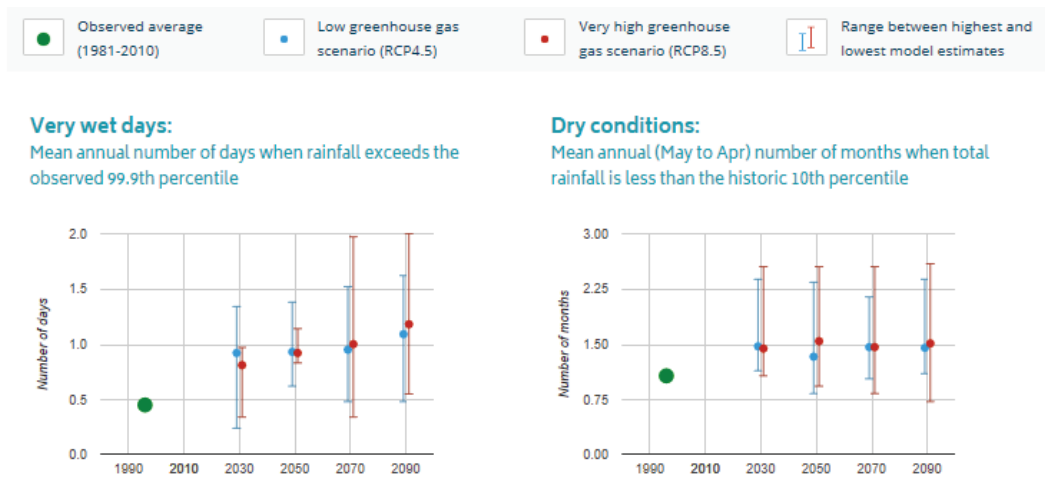 Observed average
(1981-2010)
Low greenhouse gas
scenario (RCP4.5)
Very high greenhouse
gas scenario (RCP8.5)
Range between highest and
lowest model estimates
Very wet days:
Mean annual number of days when rainfall exceeds the
observed 99.9th percentile
Number of days
2.0
1.5
1.0
0.5
0.0
1990 2010 2030 2050 2070 2090
Dry conditions:
Mean annual (May to Apr) number of months when total
rainfall is less than the historic 10th percentile
Number of months
3.00
2.25
1.50
0.75
0.00
1990 2010 2030 2050 2070 2090